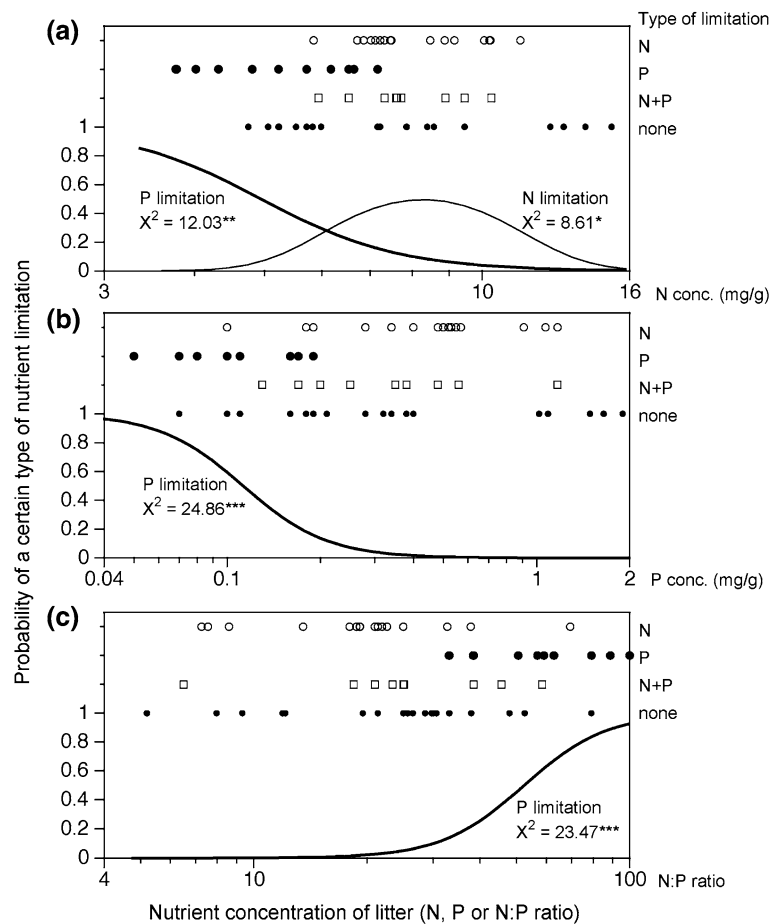 (a)
Type of limitation
N
P
N+P
none
1
0.8
0.6
0.4
0.2
0
P limitation
X2 = 12.03**
N limitation
X2 = 8.61*
3
10
16
N conc. (mg/g)
(b)
N
P
N+P
none
1
0.8
0.6
0.4
0.2
0
P limitation
X2 = 24.86***
0.04
0.1
1
2
P conc. (mg/g)
(c)
N
P
N+P
none
1
0.8
0.6
0.4
0.2
0
P limitation
X2 = 23.47***
4
10
100
N:P ratio
Probability of a certain type of nutrient limitation
Nutrient concentration of litter (N, P or N:P ratio)